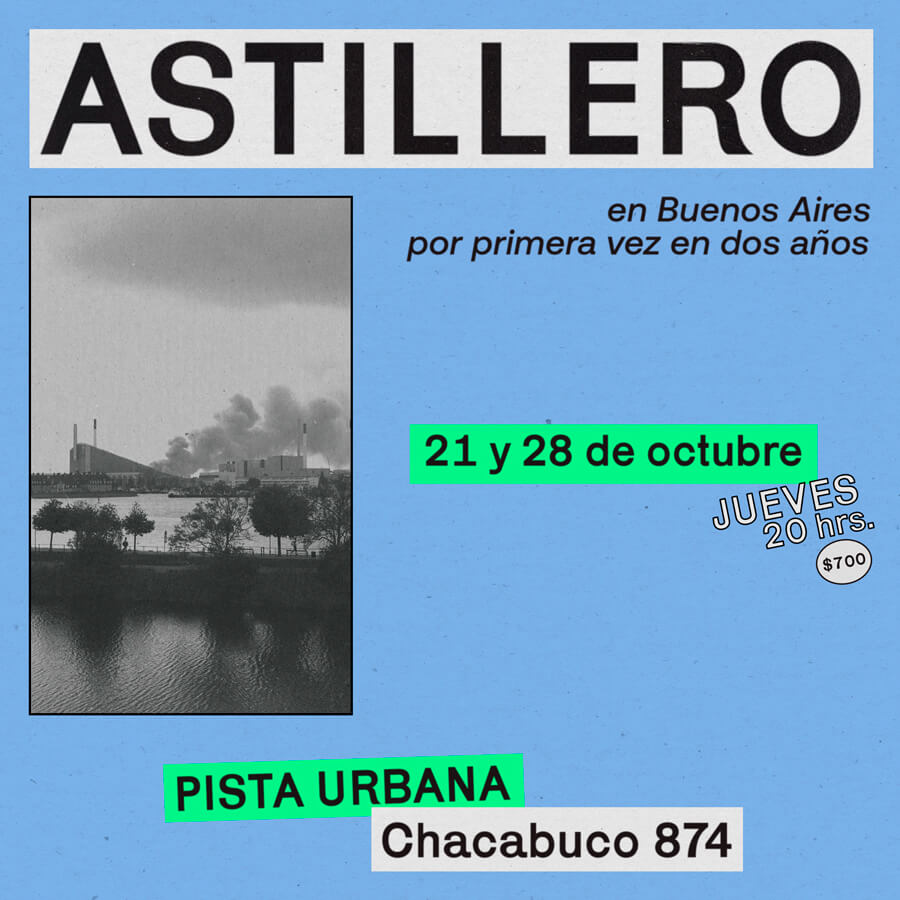 ASTILLERO
en Buenos Aires
por primera vez en dos años
21 y 28 de octubre
JUEVES
20 hrs.
$700
PISTA URBANA
Chacabuco 874